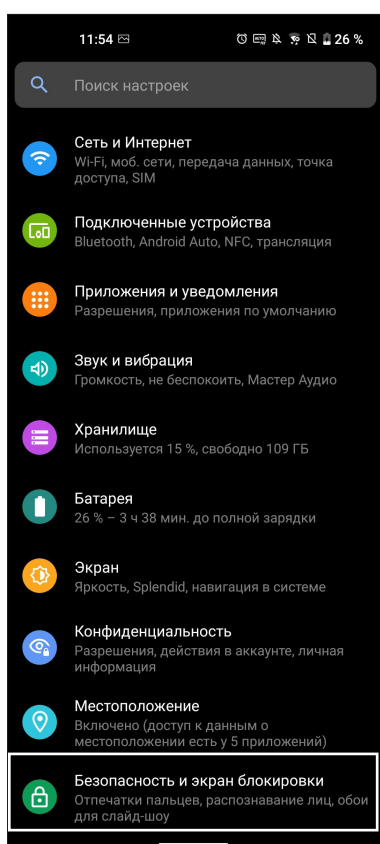 11:54 26 %
Поиск настроек
Сеть и Интернет
Wi-Fi, моб. сети, передача данных, точка
доступа, SIM
Подключенные устройства
Bluetooth, Android Auto, NFC, трансляция
Приложения и уведомления
Разрешения, приложения по умолчанию
Звук и вибрация
Громкость, не беспокоить, Мастер Аудио
Хранилище
Используется 15 %, свободно 109 ГБ
Батарея
26 % – 3 ч 38 мин. до полной зарядки
Экран
Яркость, Splendid, навигация в системе
Конфиденциальность
Разрешения, действия в аккаунте, личная
информация
Местоположение
Включено (доступ к данным о
местоположении есть у 5 приложений)
Безопасность и экран блокировки
Отпечатки пальцев, распознавание лиц, обои
для слайд-шоу